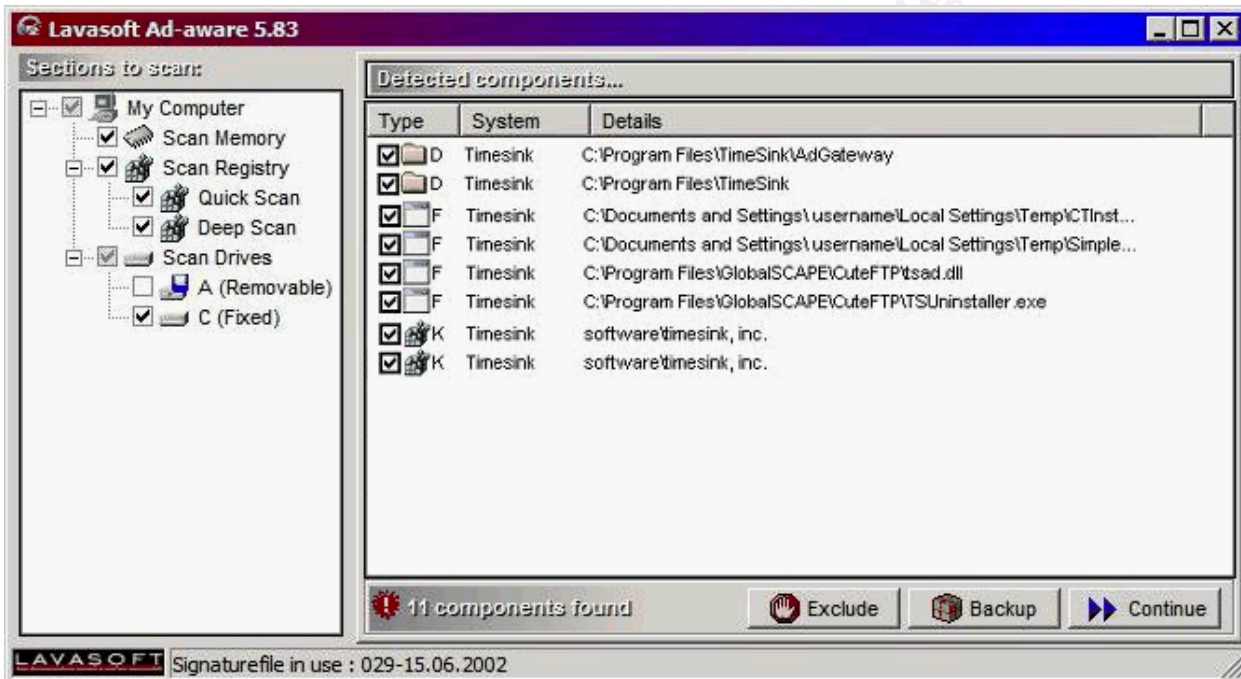 Lavasoft Ad-aware 5.83
Sections to scan:
My Computer
Scan Memory
Scan Registry
Quick Scan
Deep Scan
Scan Drives
A (Removable)
C (Fixed)
Detected components...
Type System Details
D Timesink C:\Program Files\TimeSink\AdGateway
D Timesink C:\Program Files\TimeSink
F Timesink C:\Documents and Settings\ username\Local Settings\Temp\CTInst...
F Timesink C:\Documents and Settings\ username\Local Settings\Temp\Simple...
F Timesink C:\Program Files\GlobalSCAPE\CuteFTP\tsad.dll
F Timesink C:\Program Files\GlobalSCAPE\CuteFTP\TSUninstaller.exe
K Timesink software\timesink, inc.
K Timesink software\timesink, inc.
11 components found
Exclude
Backup
Continue
LAVASOFT Signaturefile in use : 029-15.06.2002